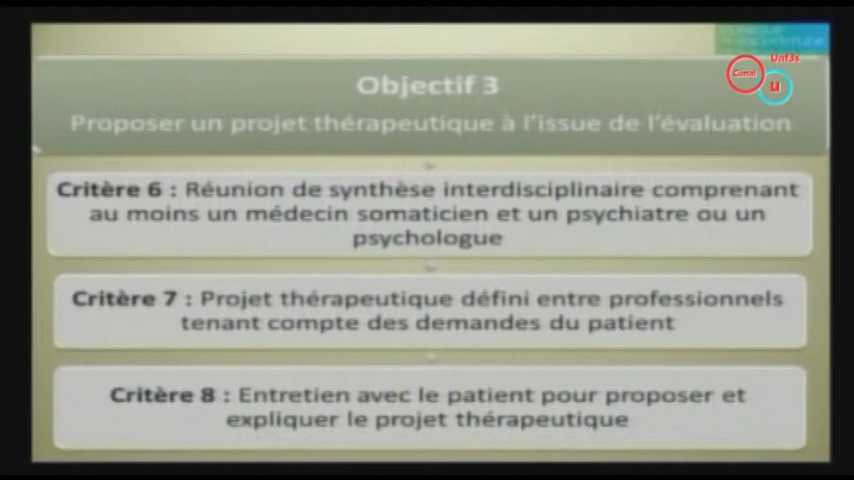 Unf3s
Canal
u
Objectif 3
Proposer un projet thérapeutique à l'issue de l'évaluation
Critère 6 : Réunion de synthèse interdisciplinaire comprenant
au moins un médecin somaticien et un psychiatre ou un
psychologue
Critère 7 : Projet thérapeutique défini entre professionnels
tenant compte des demandes du patient
Critère 8 : Entretien avec le patient pour proposer et
expliquer le projet thérapeutique